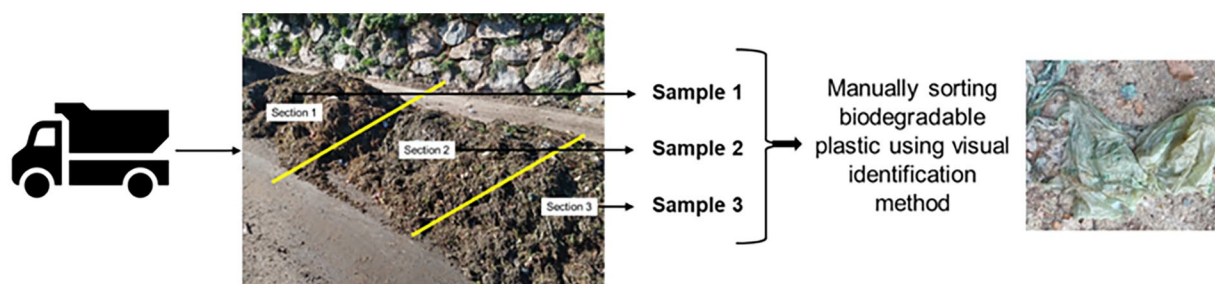 Section 1
Section 2
Section 3
Sample 1
Sample 2
Sample 3
Manually sorting
biodegradable
plastic using visual
identification
method